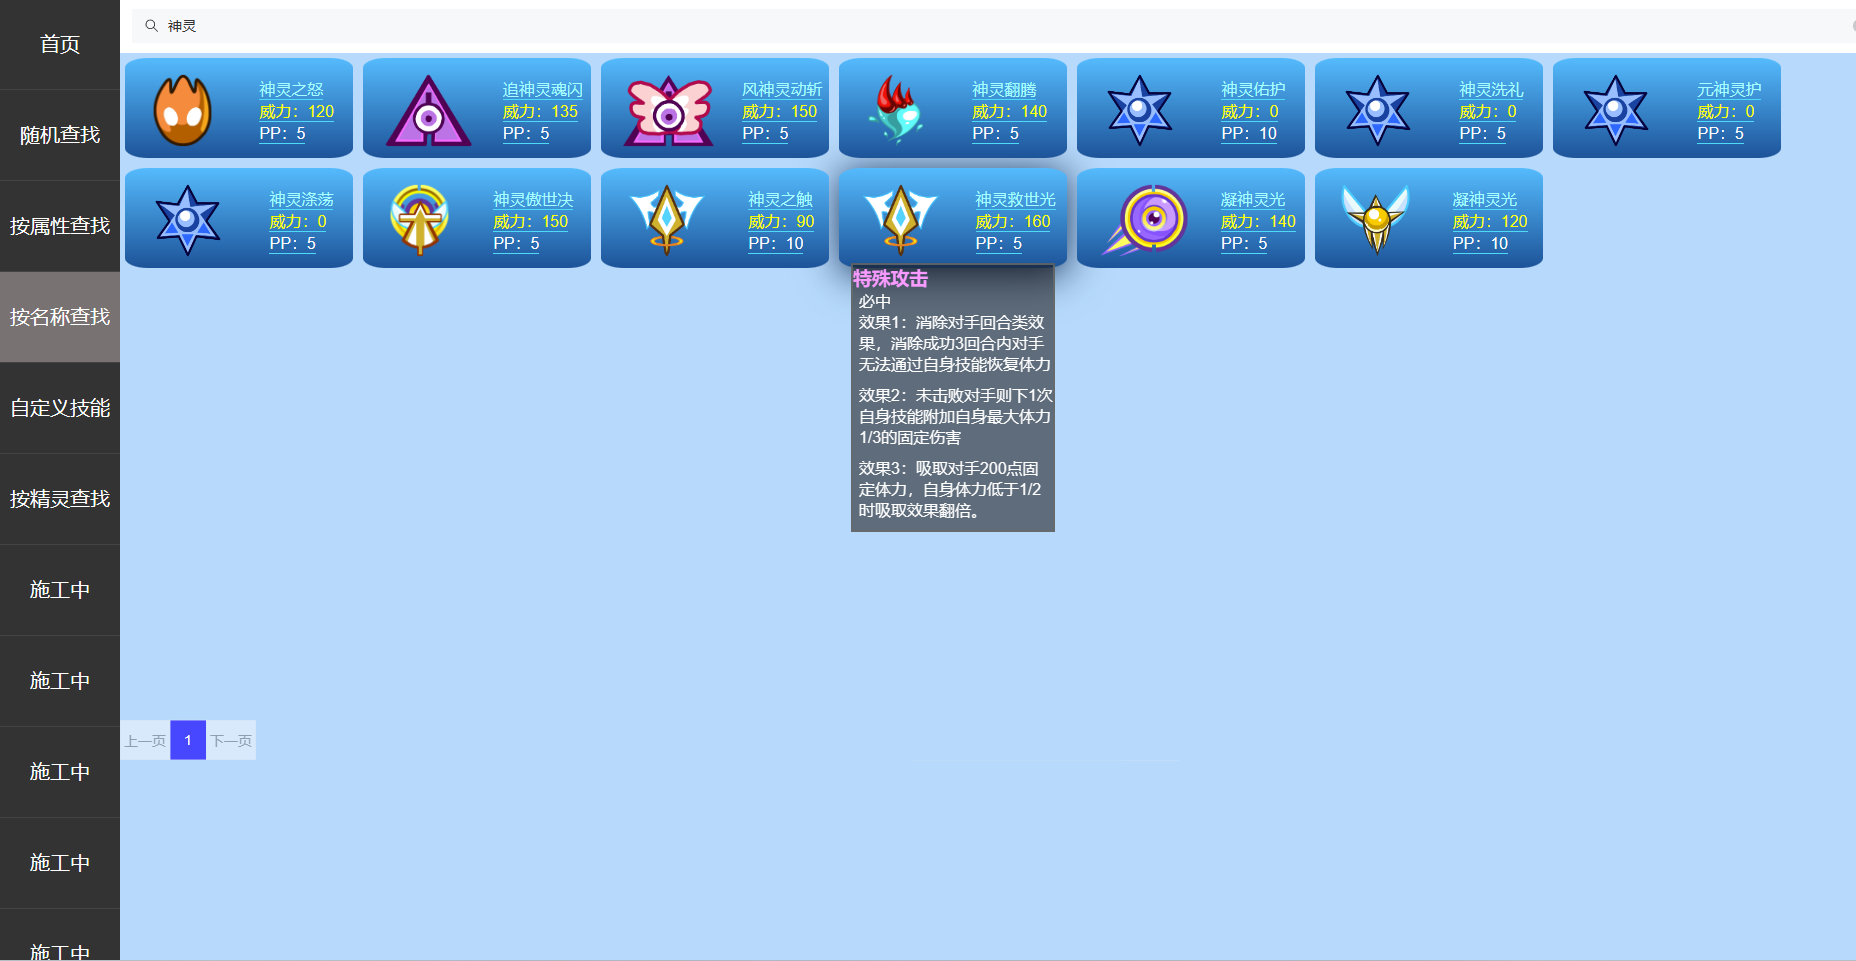 首页
随机查找
按属性查找
按名称查找
自定义技能
按精灵查找
施工中
施工中
施工中
施工中
施工中
神灵
神灵之怒
威力：120
PP：5
追神灵魂闪
威力：135
PP：5
风神灵动斩
威力：150
PP：5
神灵翻腾
威力：140
PP：5
神灵佑护
威力：0
PP：10
神灵洗礼
威力：0
PP：5
元神灵护
威力：0
PP：5
神灵涤荡
威力：0
PP：5
神灵傲世决
威力：150
PP：5
神灵之触
威力：90
PP：10
神灵救世光
威力：160
PP：5
凝神灵光
威力：140
PP：5
凝神灵光
威力：120
PP：10
特殊攻击
必中
效果1：消除对手回合类效
果，消除成功3回合内对手
无法通过自身技能恢复体力
效果2：未击败对手则下1次
自身技能附加自身最大体力
1/3的固定伤害
效果3：吸取对手200点固
定体力，自身体力低于1/2
时吸取效果翻倍。
上一页 1 下一页